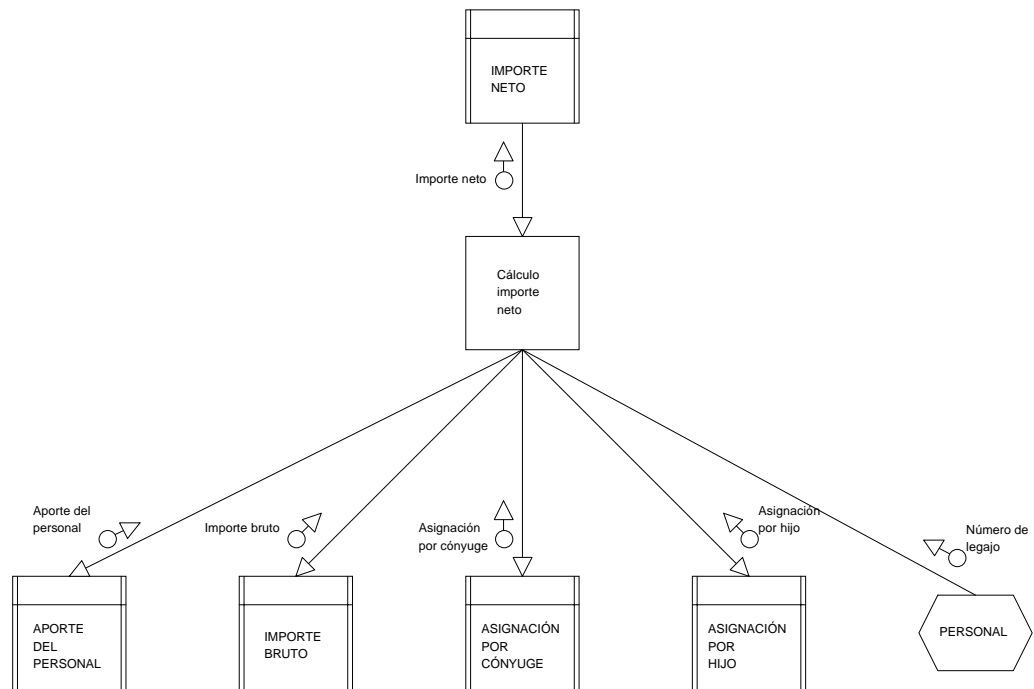 IMPORTE
NETO
Importe neto
Cálculo
importe
neto
Aporte del
personal
Importe bruto
Asignación
por cónyuge
Asignación
por hijo
Número de
legajo
APORTE
DEL
PERSONAL
IMPORTE
BRUTO
ASIGNACIÓN
POR
CÓNYUGE
ASIGNACIÓN
POR
HIJO
PERSONAL